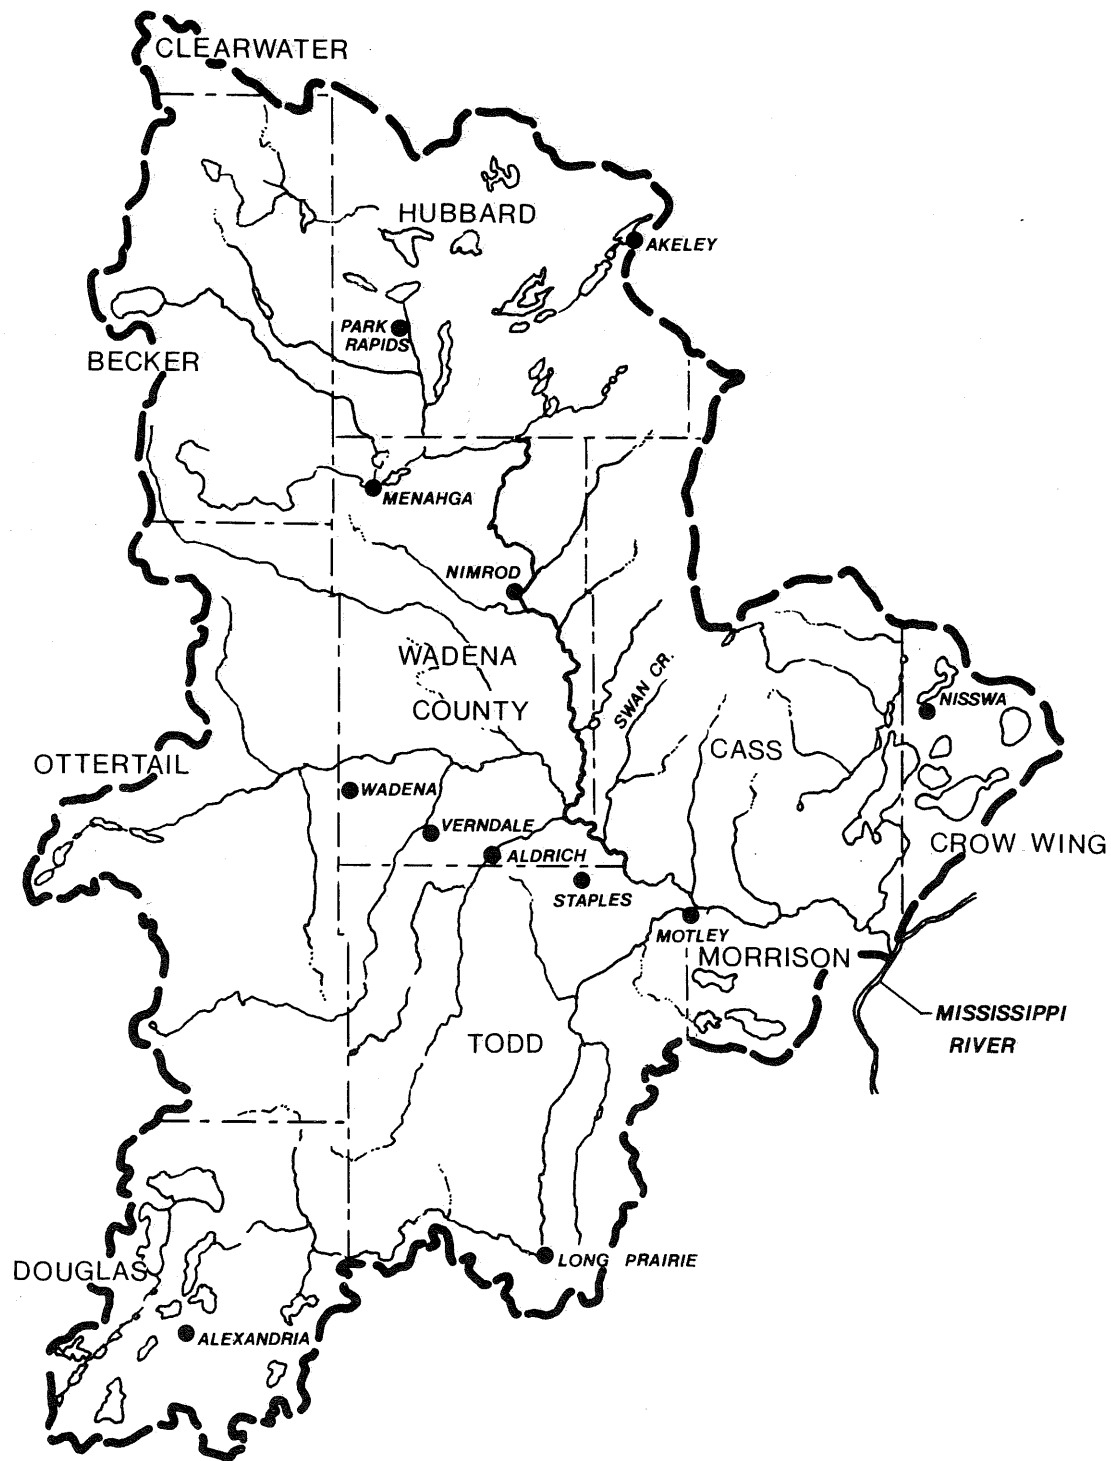 CLEARWATER
HUBBARD
AKELEY
PARK
RAPIDS
BECKER
MENAHGA
NIMROD
WADENA
COUNTY
SWAN CR.
NISSWA
CASS
OTTERTAIL
WADENA
VERNDALE
CROW WING
ALDRICH
STAPLES
MOTLEY
MORRISON
MISSISSIPPI
RIVER
TODD
LONG PRAIRIE
DOUGLAS
ALEXANDRIA